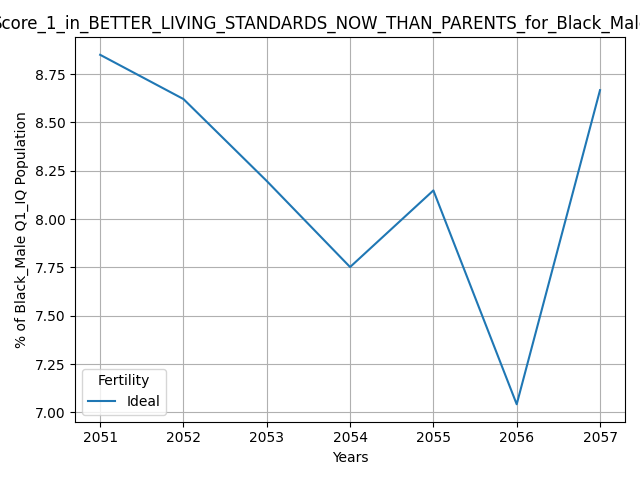 Score_1_in_BETTER_LIVING_STANDARDS_NOW_THAN_PARENTS_for_Black_Male
8.75
8.50
8.25
8.00
7.75
7.50
7.25
7.00
% of Black_Male Q1_IQ Population
Fertility
Ideal
2051 2052 2053 2054 2055 2056 2057
Years